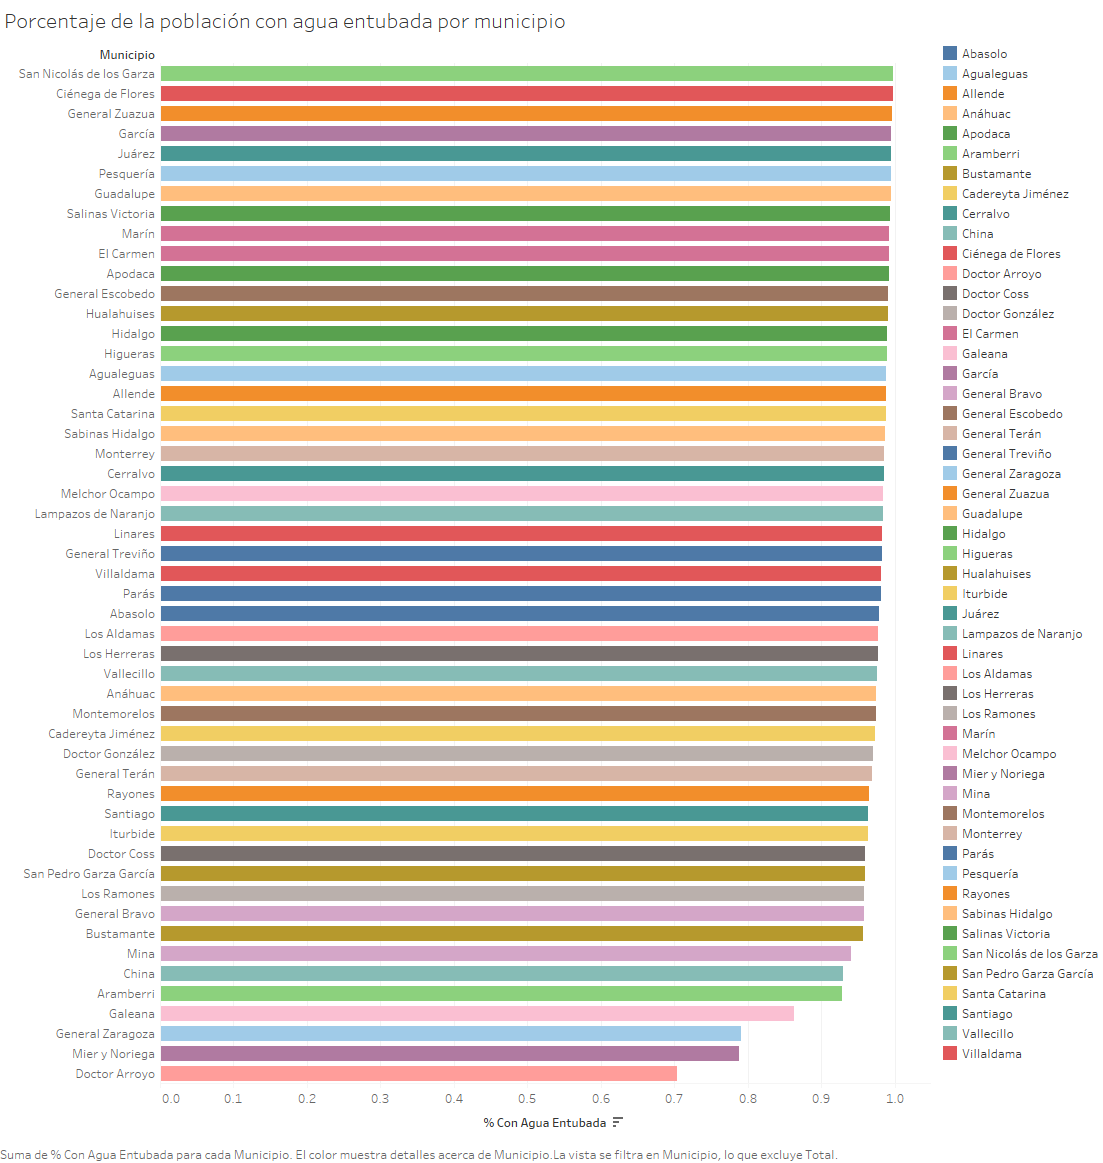 Porcentaje de la población con agua entubada por municipio
Municipio
San Nicolás de los Garza
Ciénega de Flores
General Zuazua
García
Juárez
Pesquería
Guadalupe
Salinas Victoria
Marín
El Carmen
Apodaca
General Escobedo
Hualahuises
Hidalgo
Higueras
Agualeguas
Allende
Santa Catarina
Sabinas Hidalgo
Monterrey
Cerralvo
Melchor Ocampo
Lampazos de Naranjo
Linares
General Treviño
Villaldama
Parás
Abasolo
Los Aldamas
Los Herreras
Vallecillo
Anáhuac
Montemorelos
Cadereyta Jiménez
Doctor González
General Terán
Rayones
Santiago
Iturbide
Doctor Coss
San Pedro Garza García
Los Ramones
General Bravo
Bustamante
Mina
China
Aramberri
Galeana
General Zaragoza
Mier y Noriega
Doctor Arroyo
0.0 0.1 0.2 0.3 0.4 0.5 0.6 0.7 0.8 0.9 1.0
% Con Agua Entubada
Abasolo
Agualeguas
Allende
Anáhuac
Apodaca
Aramberri
Bustamante
Cadereyta Jiménez
Cerralvo
China
Ciénega de Flores
Doctor Arroyo
Doctor Coss
Doctor González
El Carmen
Galeana
García
General Bravo
General Escobedo
General Terán
General Treviño
General Zaragoza
General Zuazua
Guadalupe
Hidalgo
Higueras
Hualahuises
Iturbide
Juárez
Lampazos de Naranjo
Linares
Los Aldamas
Los Herreras
Los Ramones
Marín
Melchor Ocampo
Mier y Noriega
Mina
Montemorelos
Monterrey
Parás
Pesquería
Rayones
Sabinas Hidalgo
Salinas Victoria
San Nicolás de los Garza
San Pedro Garza García
Santa Catarina
Santiago
Vallecillo
Villaldama
Suma de % Con Agua Entubada para cada Municipio. El color muestra detalles acerca de Municipio.La vista se filtra en Municipio, lo que excluye Total.